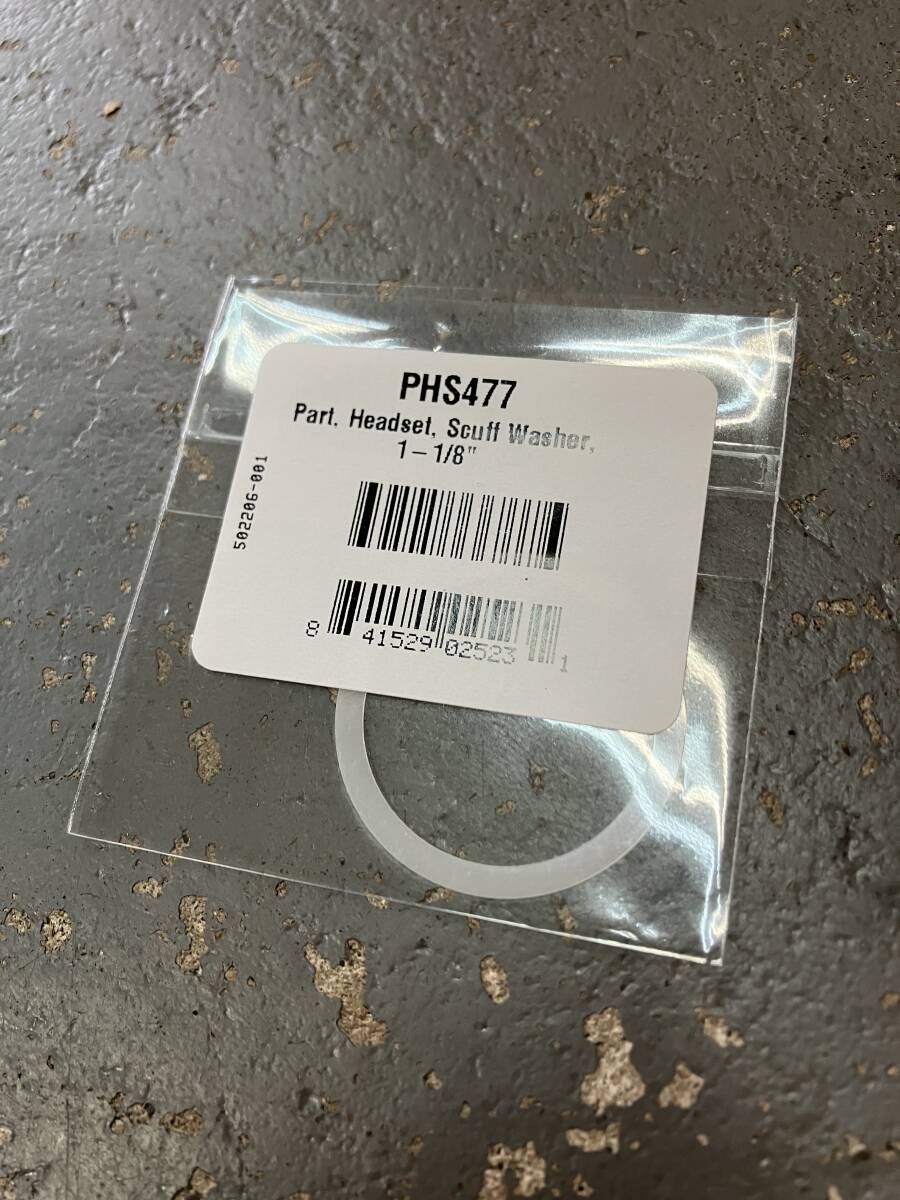 PHS477
Part, Headset, Scuff Washer,
1-1/8"
502206-001
8 41529 02523 1